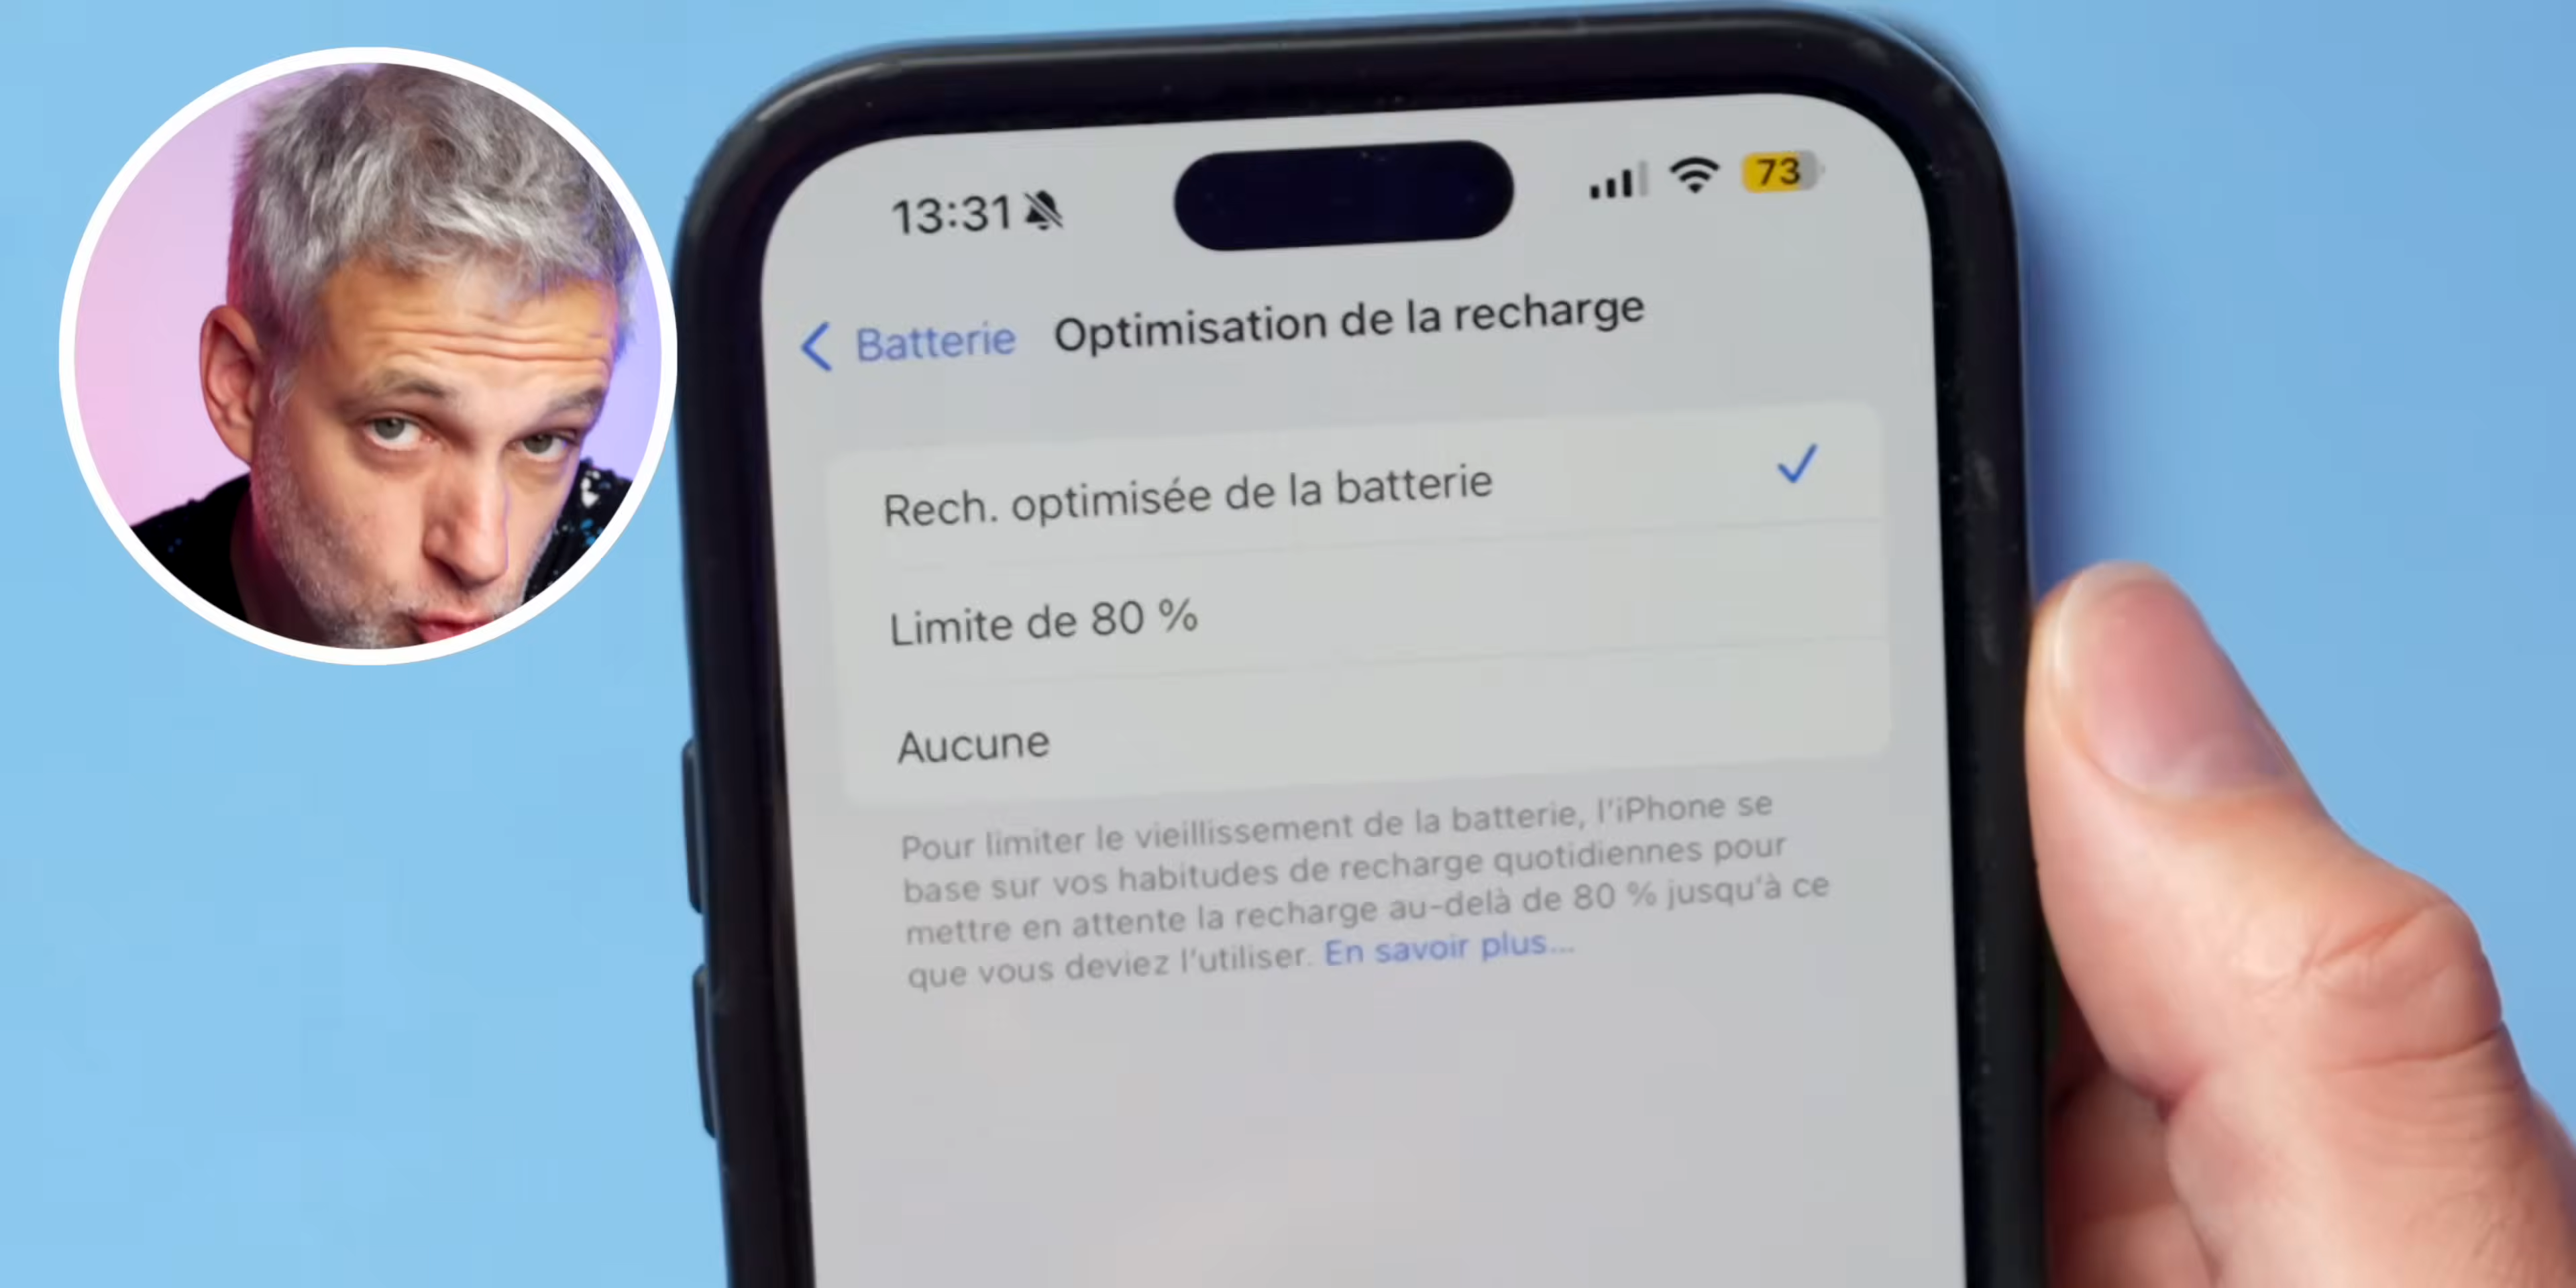 13:31
73
Batterie
Optimisation de la recharge
Rech. optimisée de la batterie
Limite de 80 %
Aucune
Pour limiter le vieillissement de la batterie, l'iPhone se
base sur vos habitudes de recharge quotidiennes pour
mettre en attente la recharge au-delà de 80 % jusqu'à ce
que vous deviez l'utiliser. En savoir plus...